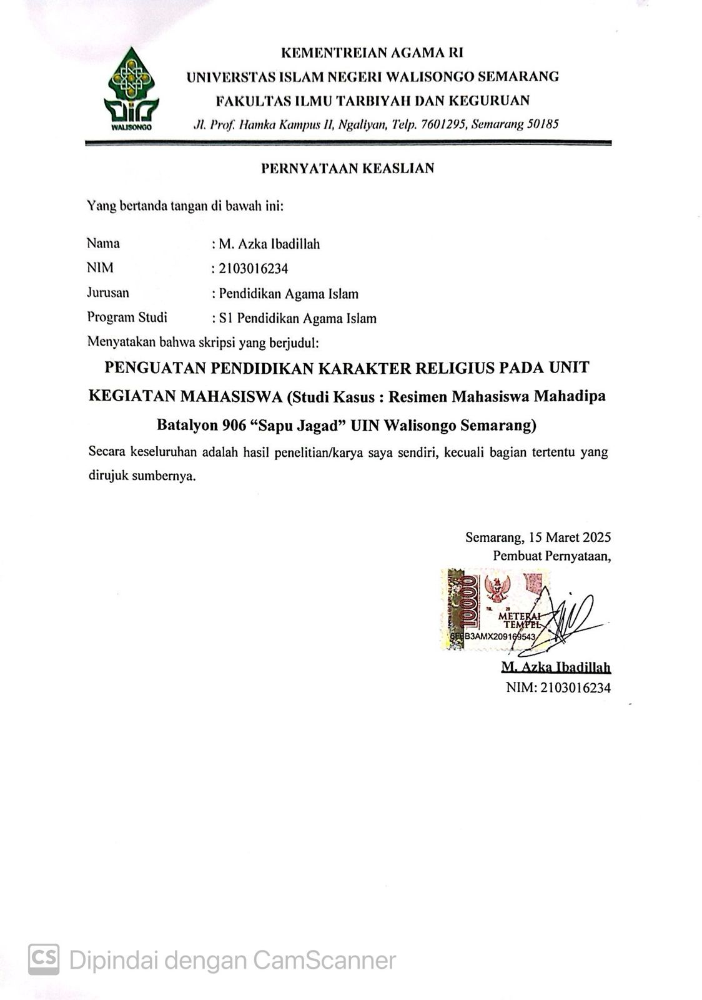 KEMENTREIAN AGAMA RI
UNIVERSTAS ISLAM NEGERI WALISONGO SEMARANG
FAKULTAS ILMU TARBIYAH DAN KEGURUAN
Jl. Prof. Hamka Kampus II, Ngaliyan, Telp. 7601295, Semarang 50185
WALISONGO
PERNYATAAN KEASLIAN
Yang bertanda tangan di bawah ini:
Nama : M. Azka Ibadillah
NIM : 2103016234
Jurusan : Pendidikan Agama Islam
Program Studi : S1 Pendidikan Agama Islam
Menyatakan bahwa skripsi yang berjudul:
PENGUATAN PENDIDIKAN KARAKTER RELIGIUS PADA UNIT
KEGIATAN MAHASISWA (Studi Kasus : Resimen Mahasiswa Mahadipa
Batalyon 906 “Sapu Jagad” UIN Walisongo Semarang)
Secara keseluruhan adalah hasil penelitian/karya saya sendiri, kecuali bagian tertentu yang
dirujuk sumbernya.
Semarang, 15 Maret 2025
Pembuat Pernyataan,
10000
TGL 20
METERAI
TEMPEL
B3AMX209169543
M. Azka Ibadillah
NIM: 2103016234
CS Dipindai dengan CamScanner